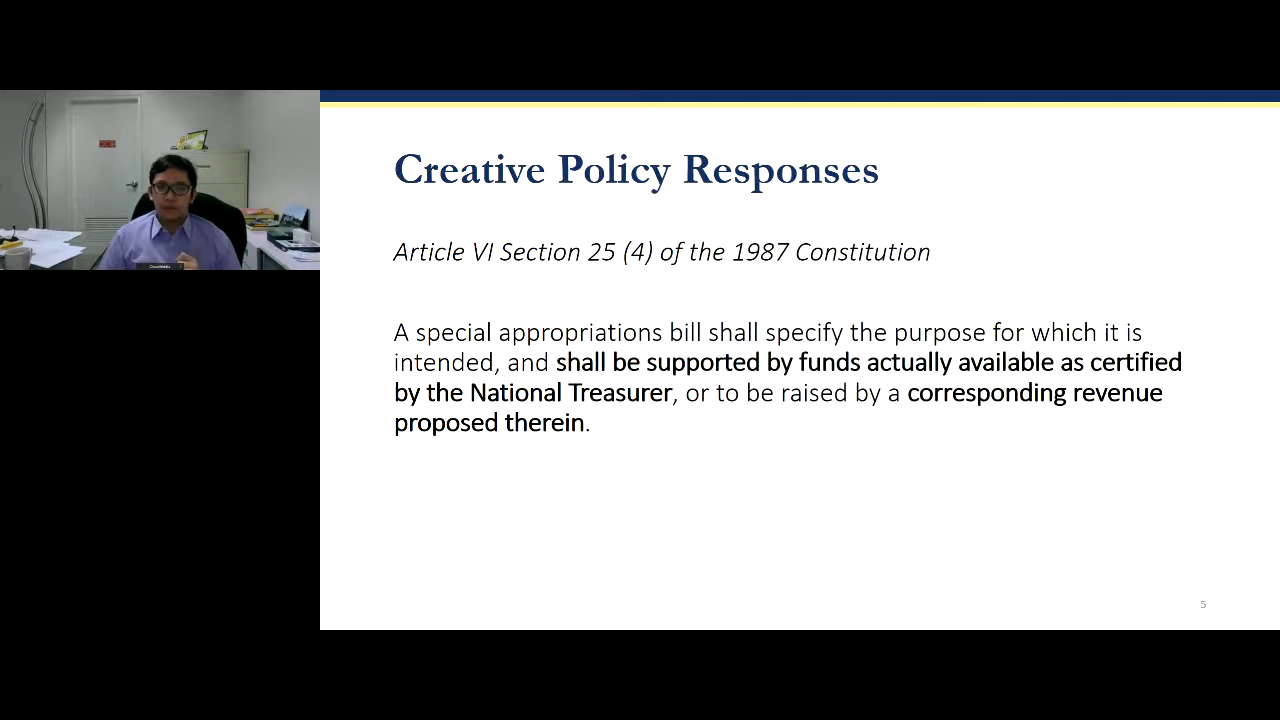 Creative Policy Responses
Article VI Section 25 (4) of the 1987 Constitution
A special appropriations bill shall specify the purpose for which it is
intended, and shall be supported by funds actually available as certified
by the National Treasurer, or to be raised by a corresponding revenue
proposed therein.
5